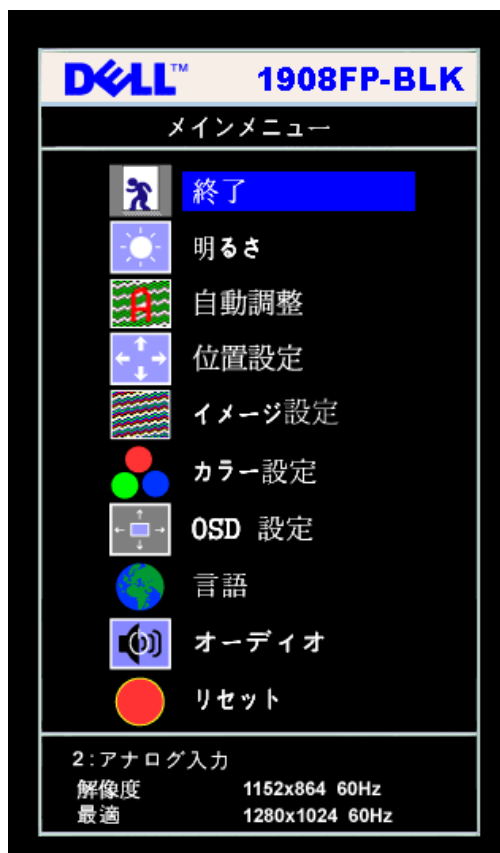 DELL™ 1908FP-BLK
メインメニュー
終了
明るさ
自動調整
位置設定
イメージ設定
カラー設定
OSD 設定
言語
オーディオ
リセット
2:アナログ入力
解像度 1152x864 60Hz
最適 1280x1024 60Hz